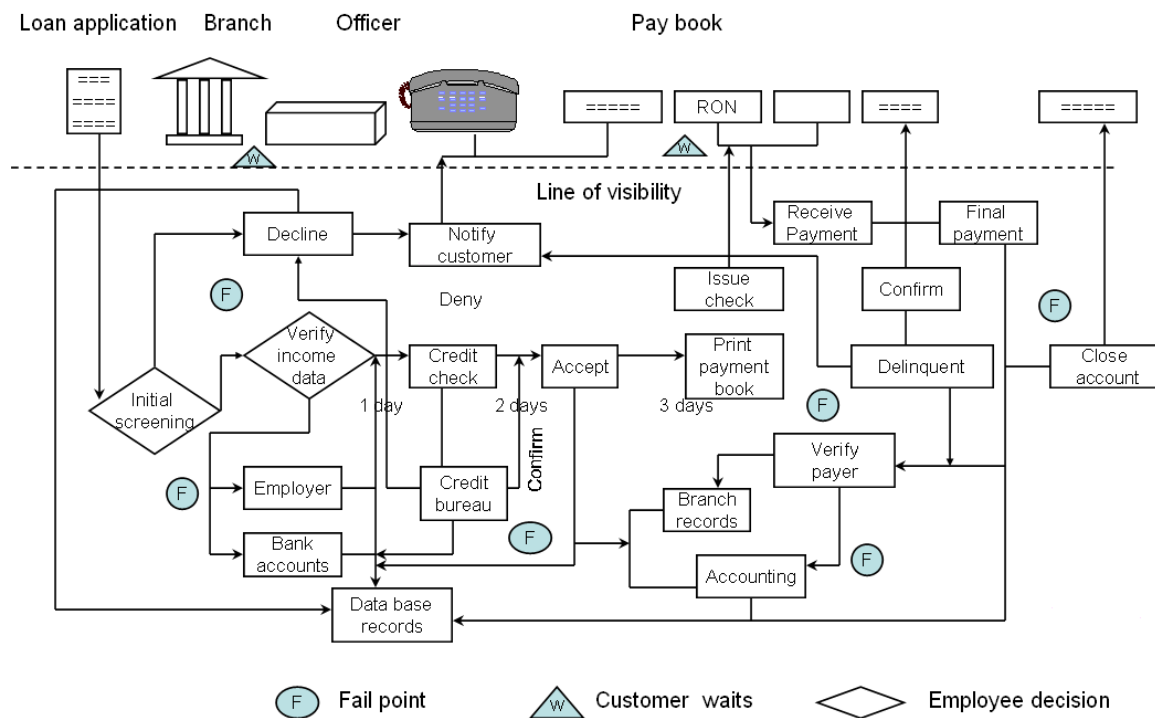 Loan application
Branch
Officer
Pay book
===
====
====
=====
RON
====
=====
W
W
Line of visibility
Decline
Notify
customer
Receive
Payment
Final
payment
F
Deny
Issue
check
Confirm
F
Verify
income
data
Credit
check
Accept
Print
payment
book
Delinquent
Close
account
Initial
screening
1 day
2 days
3 days
F
Confirm
Verify
payer
F
Employer
Credit
bureau
Branch
records
F
Bank
accounts
Accounting
F
Data base
records
F
Fail point
W
Customer waits
Employee decision